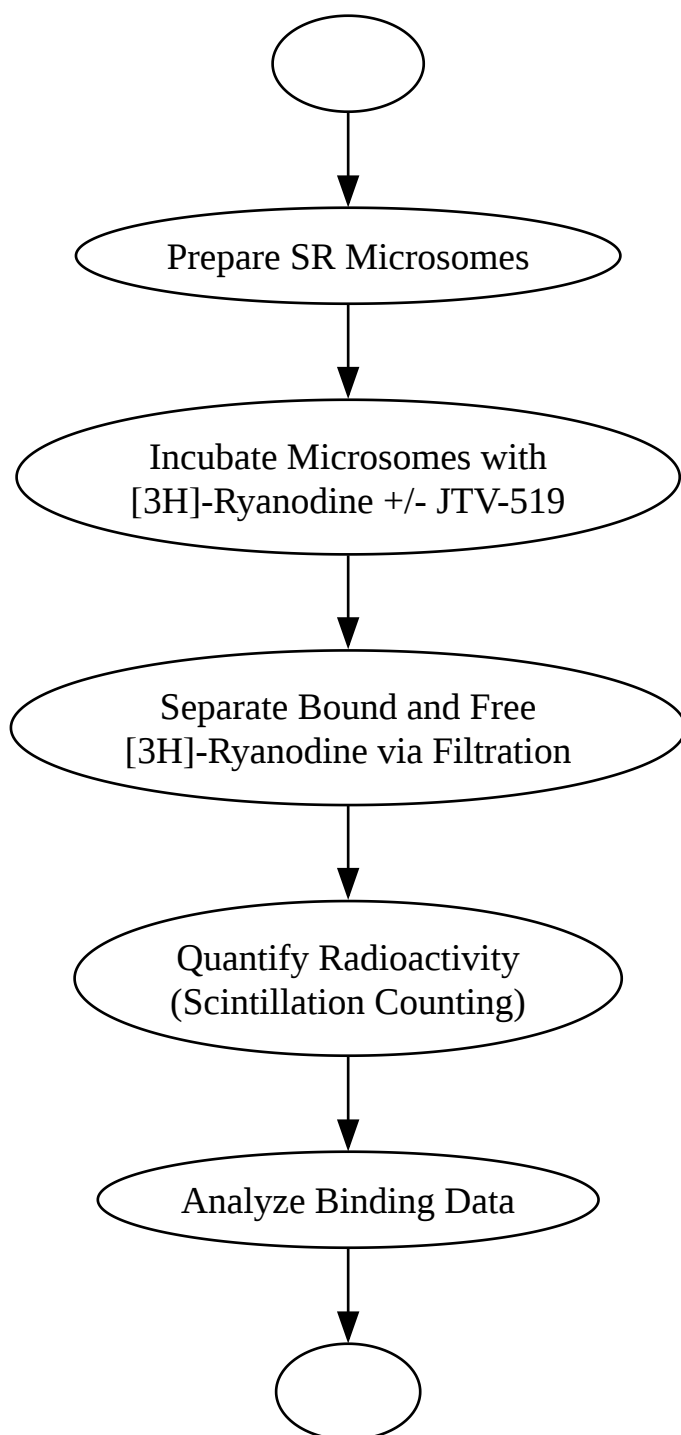 Prepare SR Microsomes
Incubate Microsomes with
[3H]-Ryanodine +/- JTV-519
Separate Bound and Free
[3H]-Ryanodine via Filtration
Quantify Radioactivity
(Scintillation Counting)
Analyze Binding Data